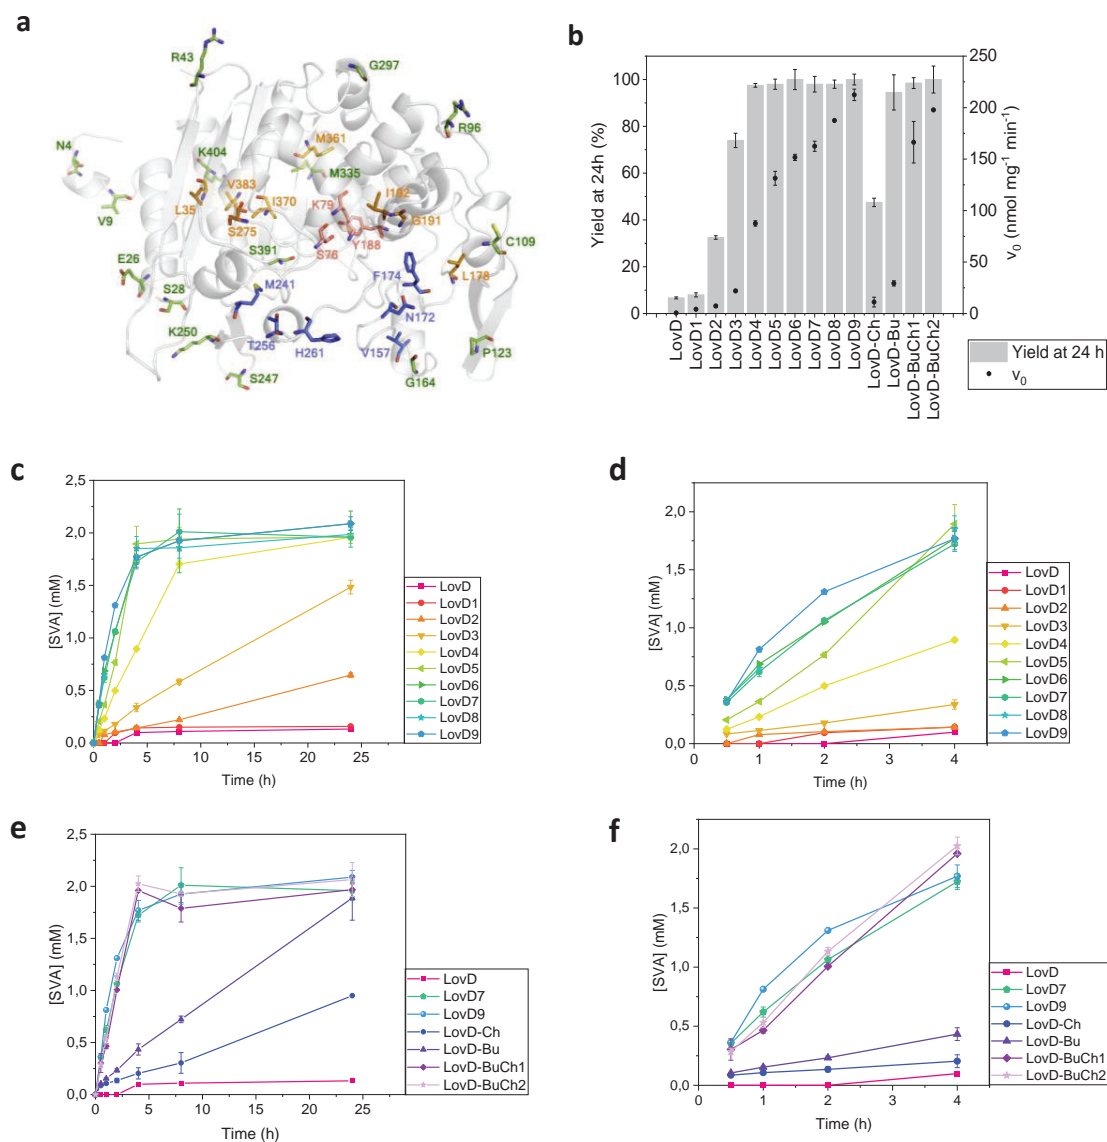 a
R43
G297
R96
N4
K404
M361
M335
V383
I370
L35
S275
K79
I182
G191
V9
S76
Y188
C109
S391
E26
F174
L178
S28
M241
N172
K250
T256
H261
V157
P123
S247
G164
b
Yield at 24h (%)
0
20
40
60
80
100
v0 (nmol mg-1 min-1)
0
50
100
150
200
250
LovD
LovD1
LovD2
LovD3
LovD4
LovD5
LovD6
LovD7
LovD8
LovD9
LovD-Ch
LovD-Bu
LovD-BuCh1
LovD-BuCh2
Yield at 24 h
v0
c
[SVA] (mM)
2,5
2,0
1,5
1,0
0,5
0,0
0 5 10 15 20 25
Time (h)
LovD
LovD1
LovD2
LovD3
LovD4
LovD5
LovD6
LovD7
LovD8
LovD9
d
[SVA] (mM)
2,0
1,5
1,0
0,5
0,0
0 1 2 3 4
Time (h)
LovD
LovD1
LovD2
LovD3
LovD4
LovD5
LovD6
LovD7
LovD8
LovD9
e
[SVA] (mM)
2,5
2,0
1,5
1,0
0,5
0,0
0 5 10 15 20 25
Time (h)
LovD
LovD7
LovD9
LovD-Ch
LovD-Bu
LovD-BuCh1
LovD-BuCh2
f
[SVA] (mM)
2,0
1,5
1,0
0,5
0,0
0 1 2 3 4
Time (h)
LovD
LovD7
LovD9
LovD-Ch
LovD-Bu
LovD-BuCh1
LovD-BuCh2